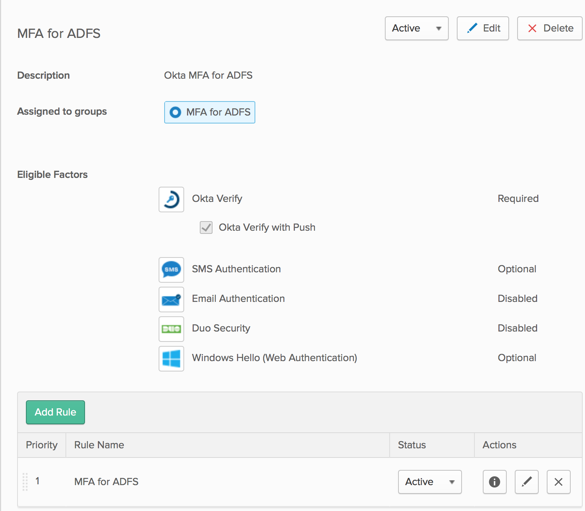 MFA for ADFS
Active
Edit
Delete
Description
Okta MFA for ADFS
Assigned to groups
MFA for ADFS
Eligible Factors
Okta Verify
Required
Okta Verify with Push
SMS
SMS Authentication
Optional
Email Authentication
Disabled
Duo Security
Disabled
Windows Hello (Web Authentication)
Optional
Add Rule
Priority Rule Name Status Actions
1 MFA for ADFS Active